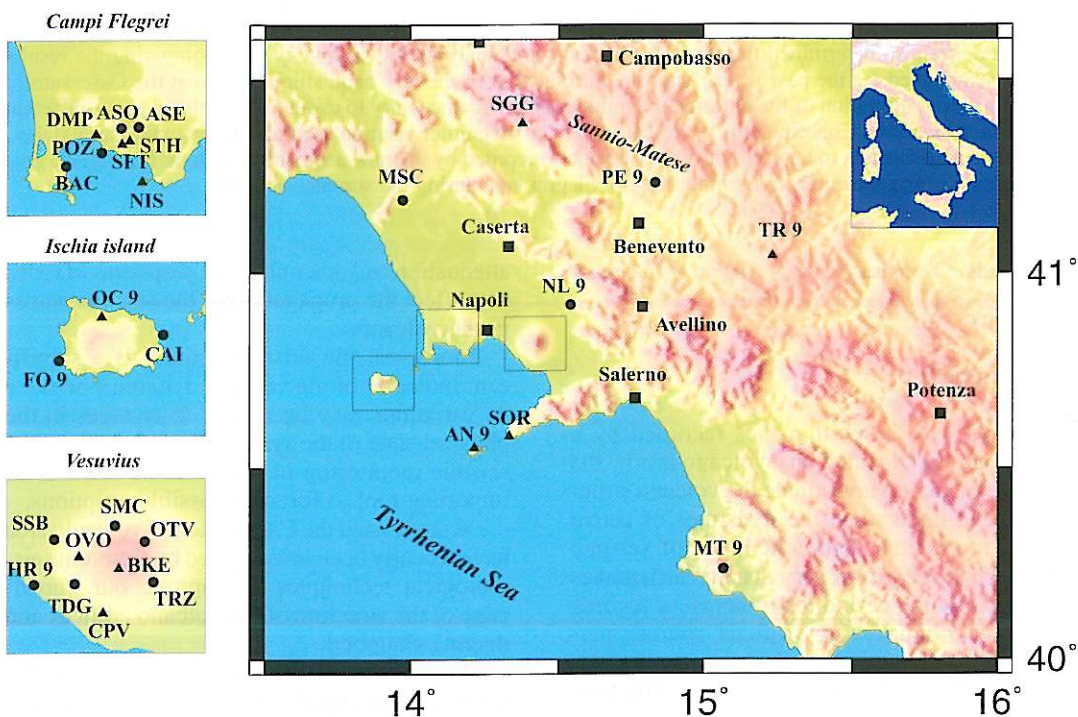 Campi Flegrei
ASO ASE
DMP
STH
POZ
SFT
BAC
NIS
Ischia island
OC 9
CAI
FO 9
Vesuvius
SMC
SSB
OTV
OVO
HR 9
BKE
TDG
TRZ
CPV
Campobasso
SGG
Sannio-Matese
MSC
PE 9
Caserta
Benevento
TR 9
NL 9
Napoli
Avellino
Salerno
Potenza
SOR
AN 9
Tyrrhenian Sea
MT 9
41°
40°
14°
15°
16°